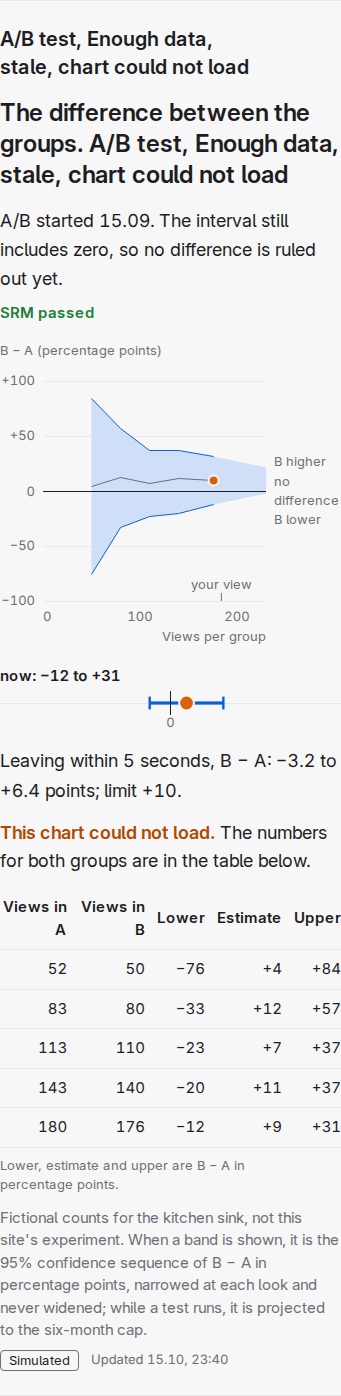 A/B test, Enough data,
stale, chart could not load
The difference between the
groups. A/B test, Enough data,
stale, chart could not load
A/B started 15.09. The interval still
includes zero, so no difference is ruled
out yet.
SRM passed
B − A (percentage points)
+100
+50
0
−50
−100
B higher
no
difference
B lower
your view
0 100 200
Views per group
now: −12 to +31
0
Leaving within 5 seconds, B − A: −3.2 to
+6.4 points; limit +10.
This chart could not load. The numbers
for both groups are in the table below.
Views in A Views in B Lower Estimate Upper
52 50 −76 +4 +84
83 80 −33 +12 +57
113 110 −23 +7 +37
143 140 −20 +11 +37
180 176 −12 +9 +31
Lower, estimate and upper are B − A in
percentage points.
Fictional counts for the kitchen sink, not this
site's experiment. When a band is shown, it is the
95% confidence sequence of B − A in
percentage points, narrowed at each look and
never widened; while a test runs, it is projected
to the six-month cap.
Simulated Updated 15.10, 23:40